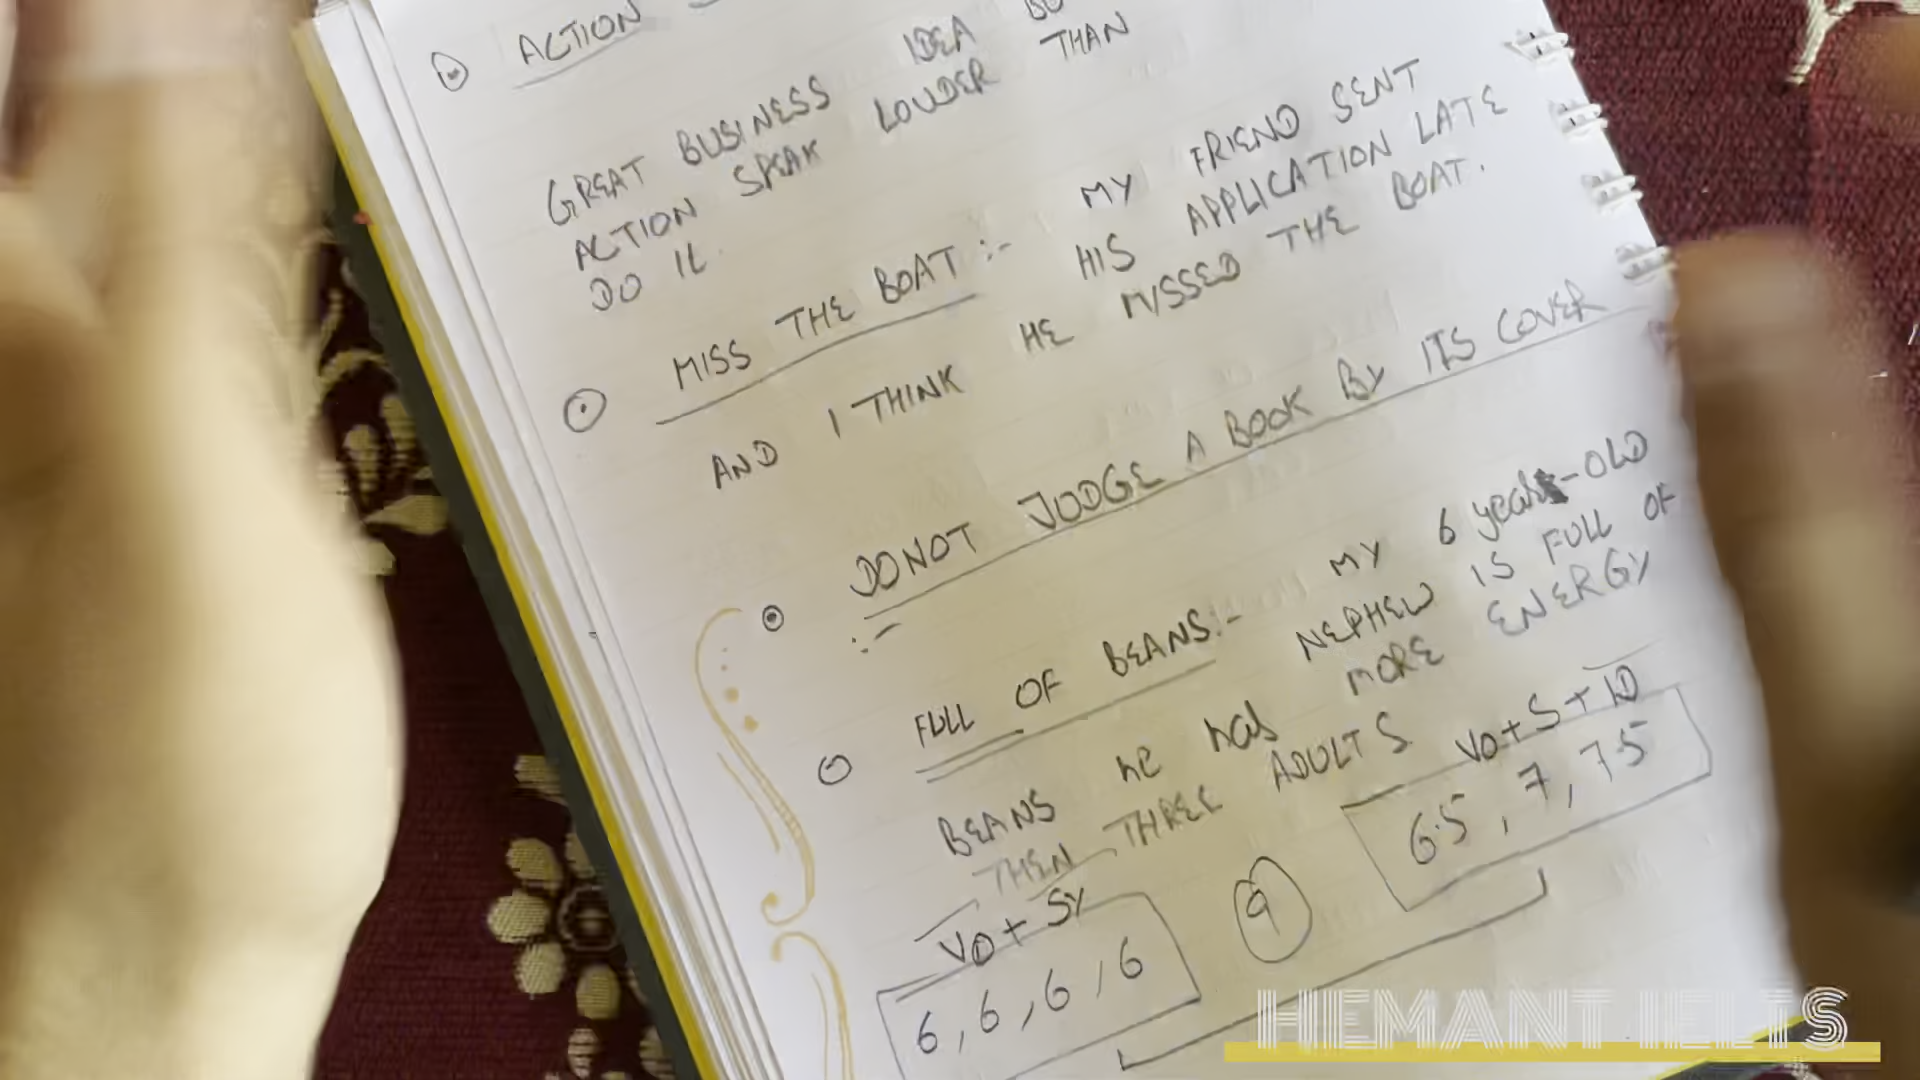 ACTION
GREAT BUSINESS IDEA
ACTION SPEAK LOUDER THAN
DO IT.
MISS THE BOAT :- MY FRIEND SENT
HIS APPLICATION LATE
AND I THINK HE MISSED THE BOAT.
DONOT JUDGE A BOOK BY ITS COVER
:-
FULL OF BEANS:- MY 6 year-OLD
NEPHEW IS FULL OF
BEANS he has MORE ENERGY
THEN THREE ADULTS
VO + SY
6, 6, 6, 6
9
VO + S + ID
6.5, 7, 7.5
HEMANT IELTS